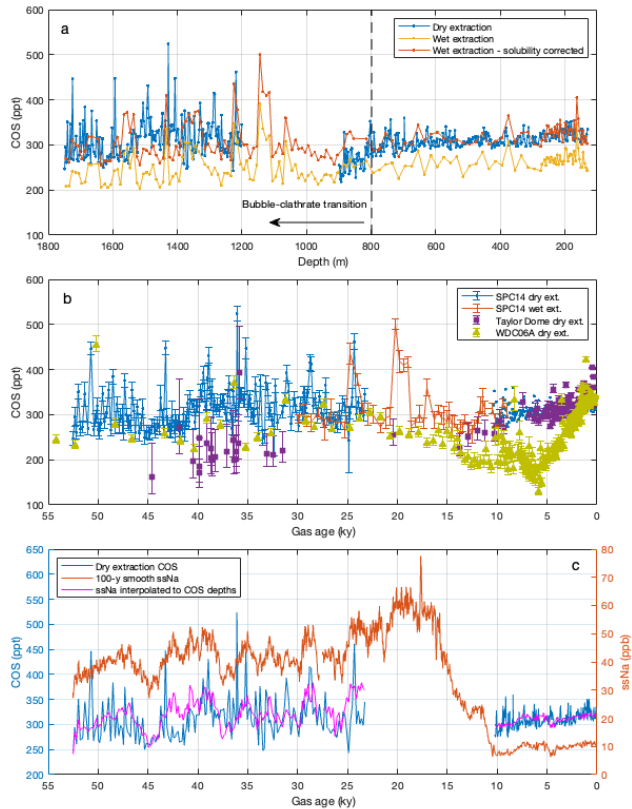 a
Dry extraction
Wet extraction
Wet extraction - solubility corrected
600
500
400
300
200
100
COS (ppt)
Bubble-clathrate transition
1800 1600 1400 1200 1000 800 600 400 200
Depth (m)
b
SPC14 dry ext.
SPC14 wet ext.
Taylor Dome dry ext.
WDC06A dry ext.
600
500
400
300
200
100
COS (ppt)
55 50 45 40 35 30 25 20 15 10 5 0
Gas age (ky)
c
Dry extraction COS
100-y smooth ssNa
ssNa interpolated to COS depths
650
600
550
500
450
400
350
300
250
200
COS (ppt)
80
70
60
50
40
30
20
10
0
ssNa (ppb)
55 50 45 40 35 30 25 20 15 10 5 0
Gas age (ky)